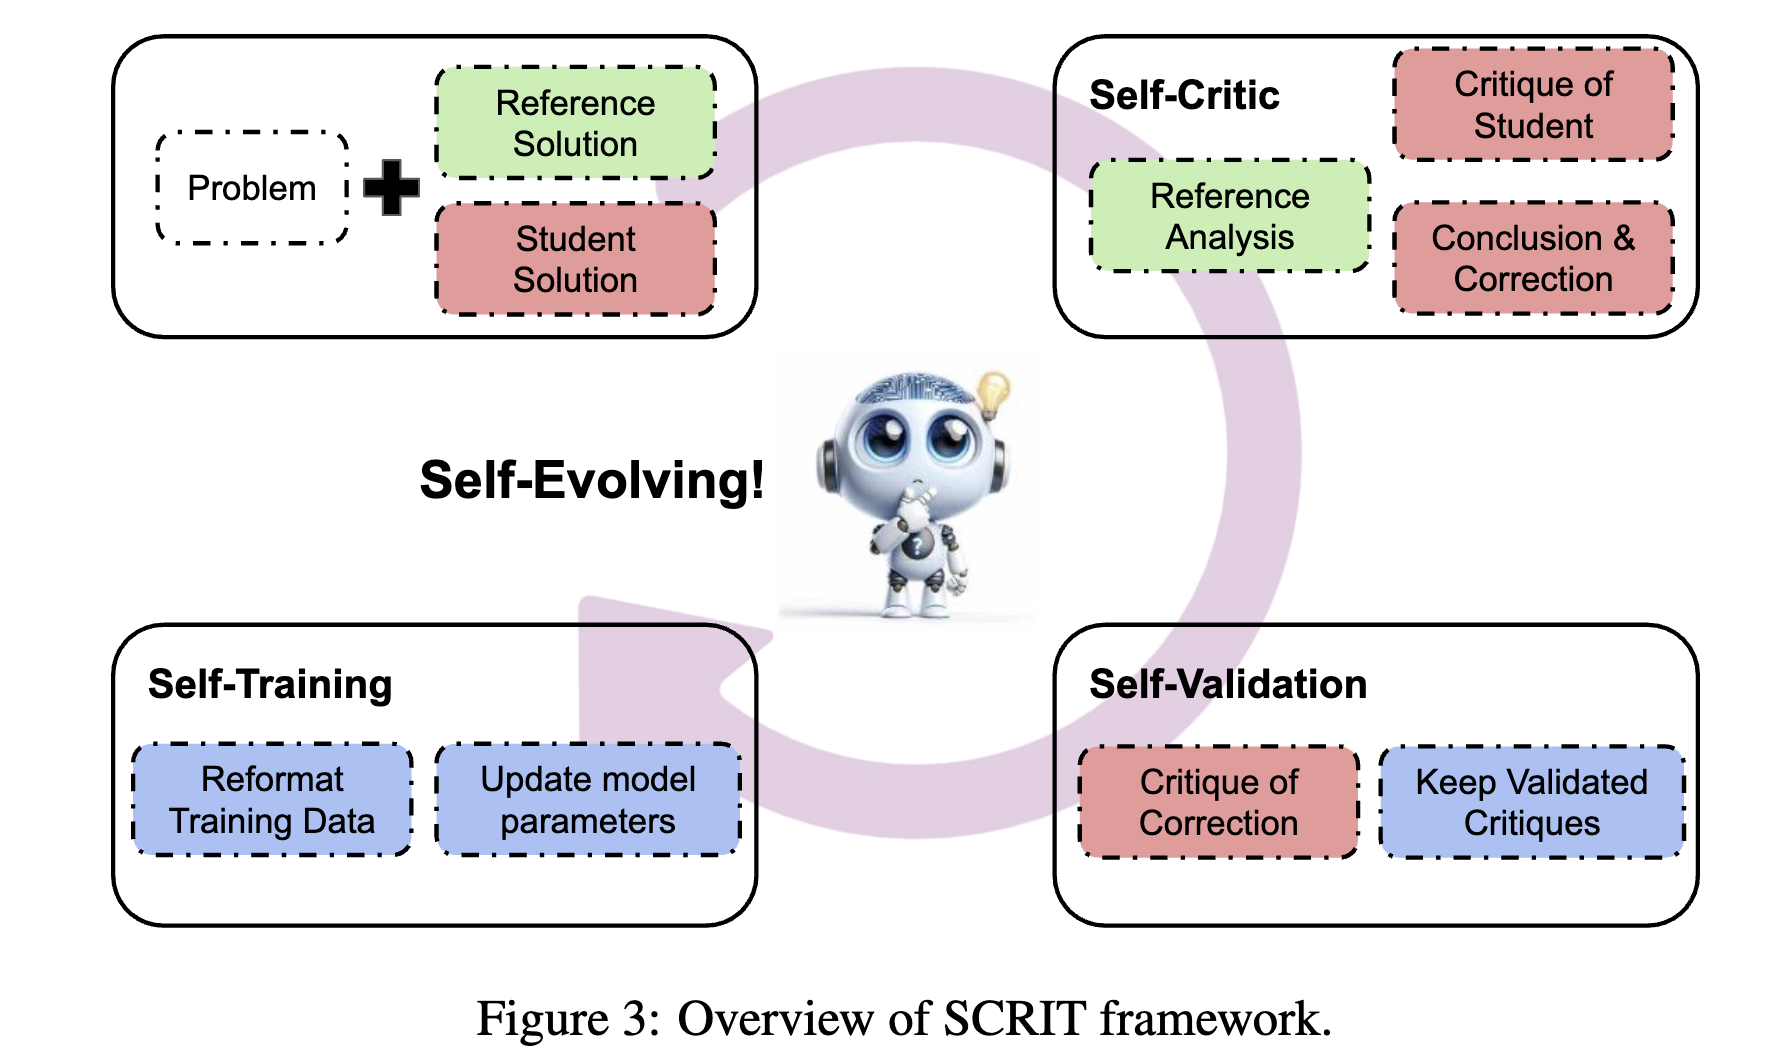 Problem
Reference
Solution
Student
Solution
Self-Critic
Reference
Analysis
Critique of
Student
Conclusion &
Correction
Self-Evolving!
?
Self-Training
Reformat
Training Data
Update model
parameters
Self-Validation
Critique of
Correction
Keep Validated
Critiques
Figure 3: Overview of SCRIT framework.